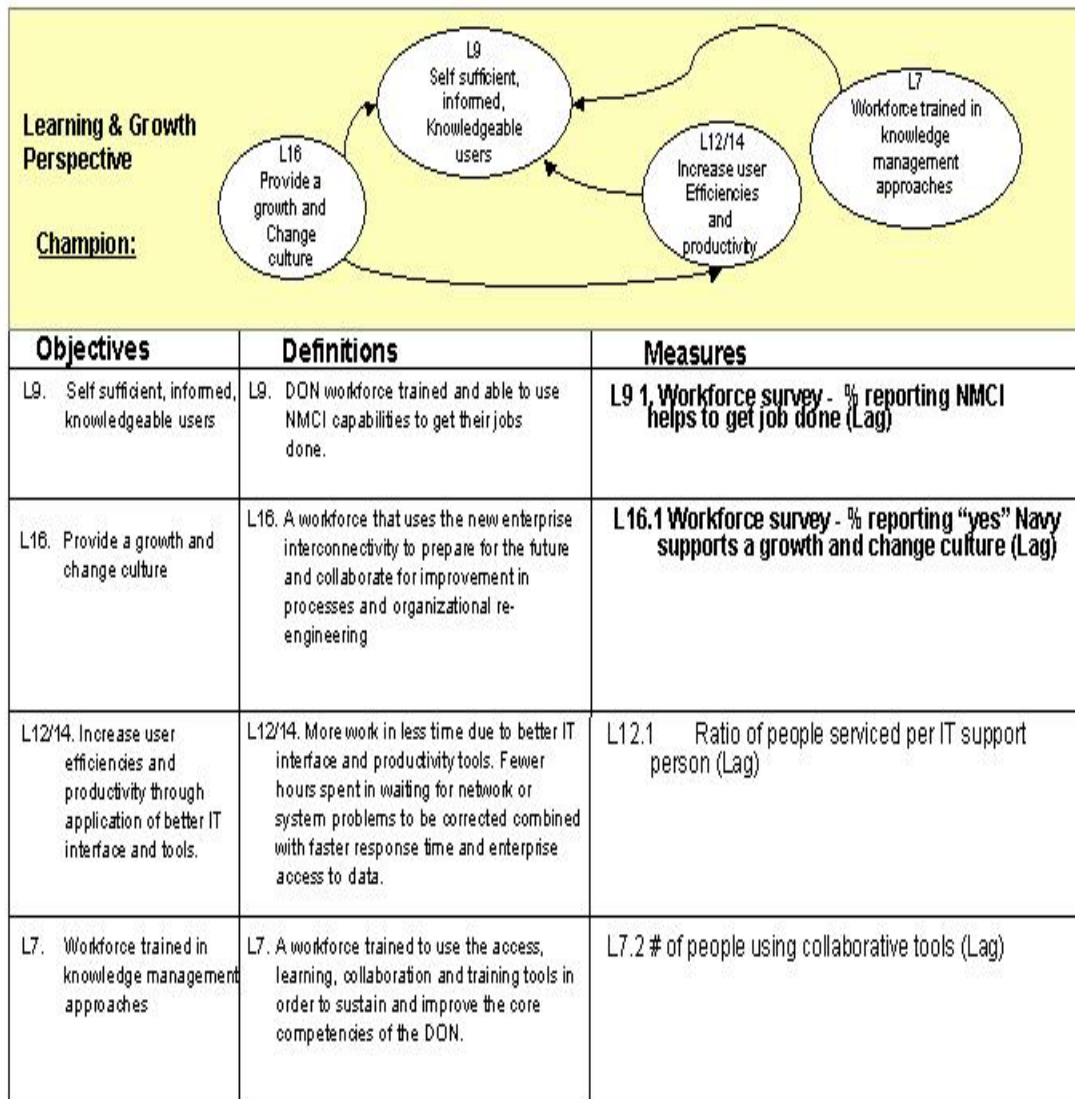 Learning & Growth
Perspective
Champion:
L9
Self sufficient,
informed,
Knowledgeable
users
L16
Provide a
growth and
Change
culture
L12/14
Increase user
Efficiencies
and
productivity
L7
Workforce trained in
knowledge
management
approaches
Objectives
Definitions
Measures
L9. Self sufficient, informed,
knowledgeable users
L9. DON workforce trained and able to use
NMCI capabilities to get their jobs
done.
L9 1. Workforce survey - % reporting NMCI
helps to get job done (Lag)
L16. Provide a growth and
change culture
L16. A workforce that uses the new enterprise
interconnectivity to prepare for the future
and collaborate for improvement in
processes and organizational re-
engineering
L16.1 Workforce survey - % reporting “yes” Navy
supports a growth and change culture (Lag)
L12/14. Increase user
efficiencies and
productivity through
application of better IT
interface and tools.
L12/14. More work in less time due to better IT
interface and productivity tools. Fewer
hours spent in waiting for network or
system problems to be corrected combined
with faster response time and enterprise
access to data.
L12.1 Ratio of people serviced per IT support
person (Lag)
L7. Workforce trained in
knowledge management
approaches
L7. A workforce trained to use the access,
learning, collaboration and training tools in
order to sustain and improve the core
competencies of the DON.
L7.2 # of people using collaborative tools (Lag)